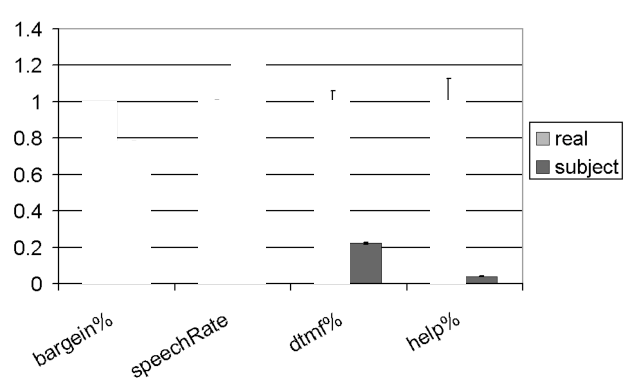 1.4
1.2
1
0.8
0.6
0.4
0.2
0
bargein%
speechRate
dtmf%
help%
real
subject